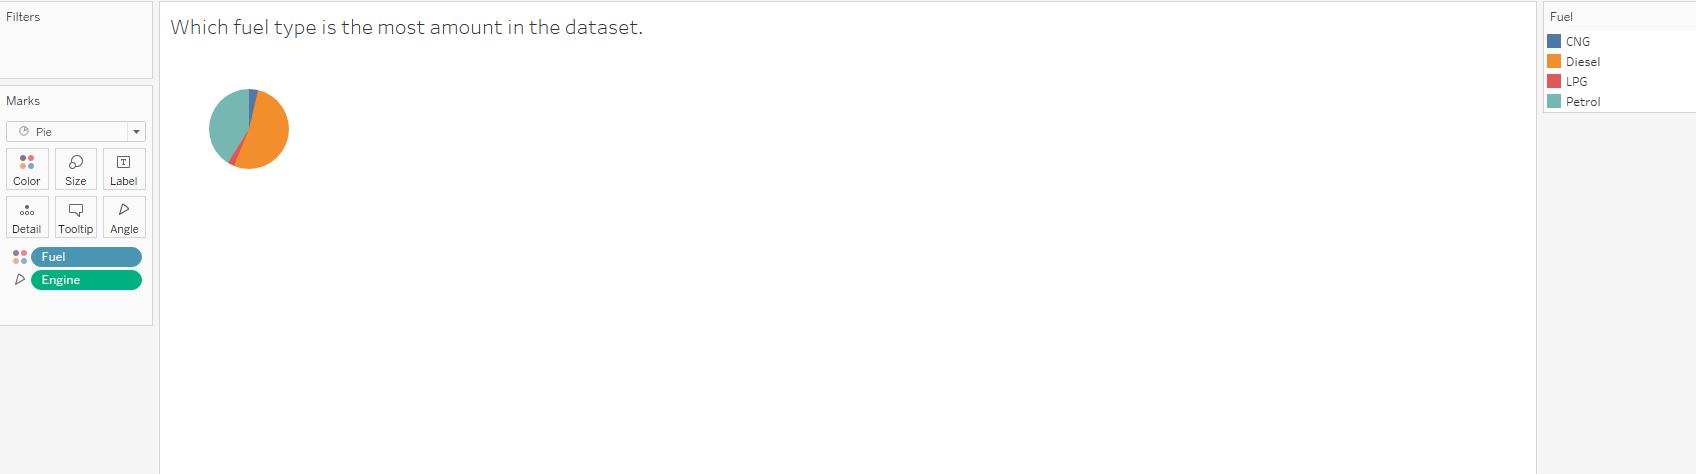 Filters
Marks
Pie
Color Size Label
Detail Tooltip Angle
Fuel
Engine
Which fuel type is the most amount in the dataset.
Fuel
CNG
Diesel
LPG
Petrol